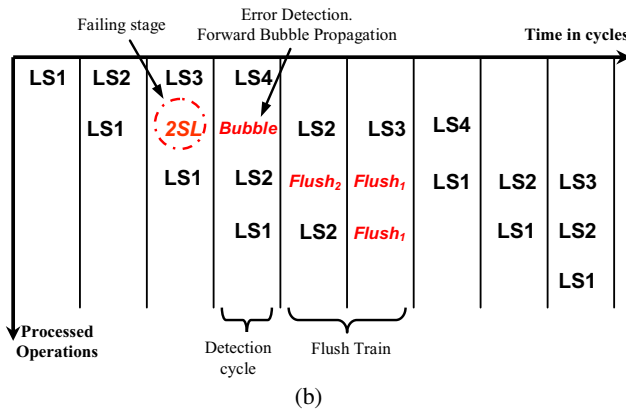 Failing stage
Error Detection.
Forward Bubble Propagation
Time in cycles
LS1 LS2 LS3 LS4
LS1 2SL Bubble LS2 LS3 LS4
LS1 LS2 Flush₂ Flush₁ LS1 LS2 LS3
LS1 LS2 Flush₁ LS1 LS2
LS1
Processed
Operations
Detection
cycle
Flush Train
(b)